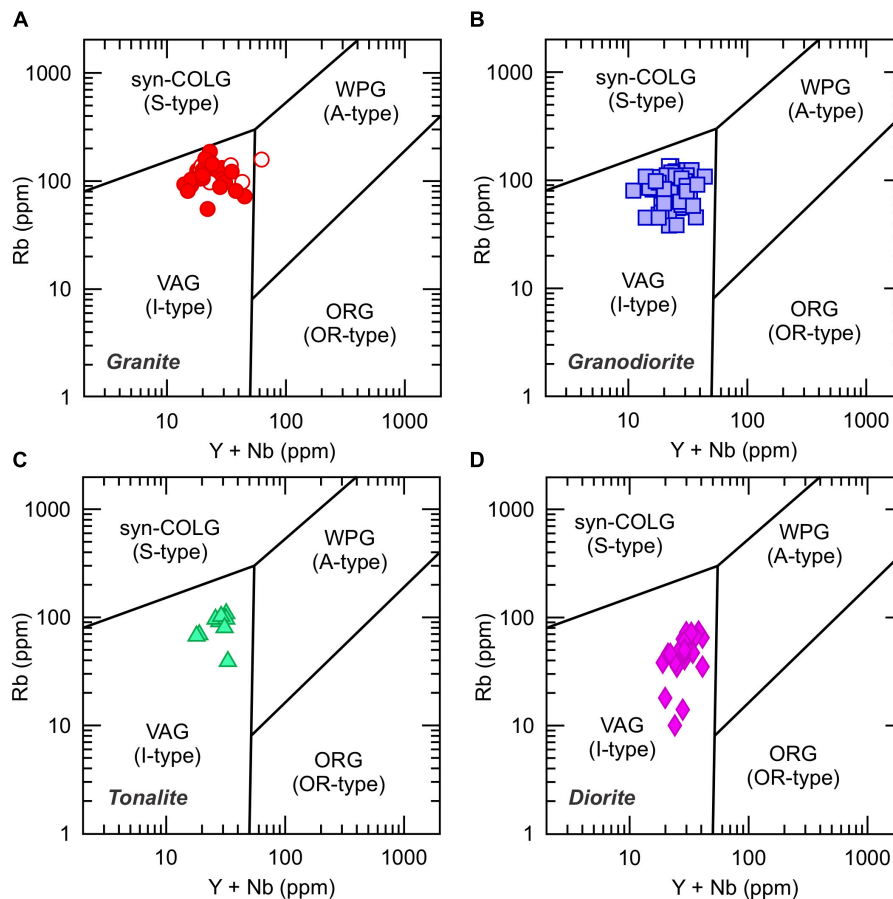 A
1000
100
10
1
Rb (ppm)
syn-COLG
(S-type)
WPG
(A-type)
VAG
(I-type)
ORG
(OR-type)
Granite
10
100
1000
Y + Nb (ppm)
B
1000
100
10
1
Rb (ppm)
syn-COLG
(S-type)
WPG
(A-type)
VAG
(I-type)
ORG
(OR-type)
Granodiorite
10
100
1000
Y + Nb (ppm)
C
1000
100
10
1
Rb (ppm)
syn-COLG
(S-type)
WPG
(A-type)
VAG
(I-type)
ORG
(OR-type)
Tonalite
10
100
1000
Y + Nb (ppm)
D
1000
100
10
1
Rb (ppm)
syn-COLG
(S-type)
WPG
(A-type)
VAG
(I-type)
ORG
(OR-type)
Diorite
10
100
1000
Y + Nb (ppm)